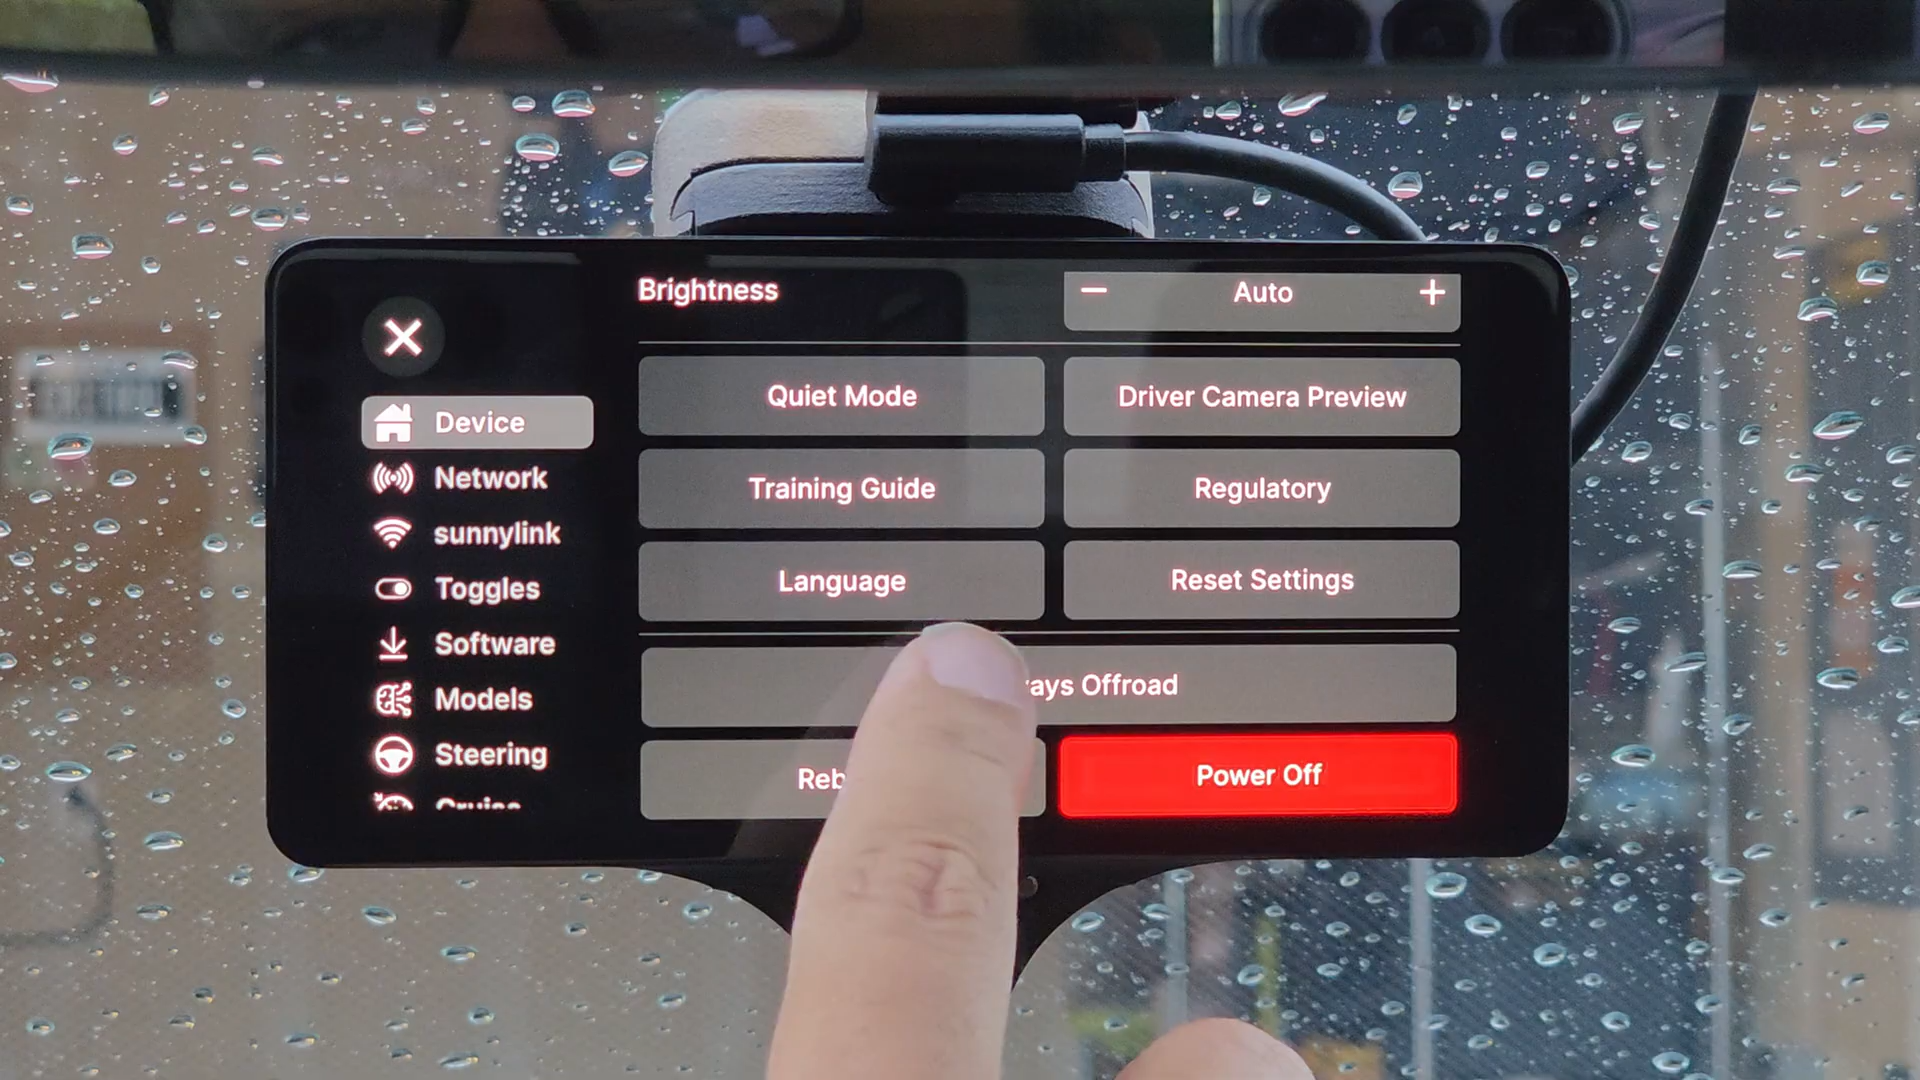 Brightness
Auto
Device
Network
sunnylink
Toggles
Software
Models
Steering
Quiet Mode
Driver Camera Preview
Training Guide
Regulatory
Language
Reset Settings
Offroad
Power Off